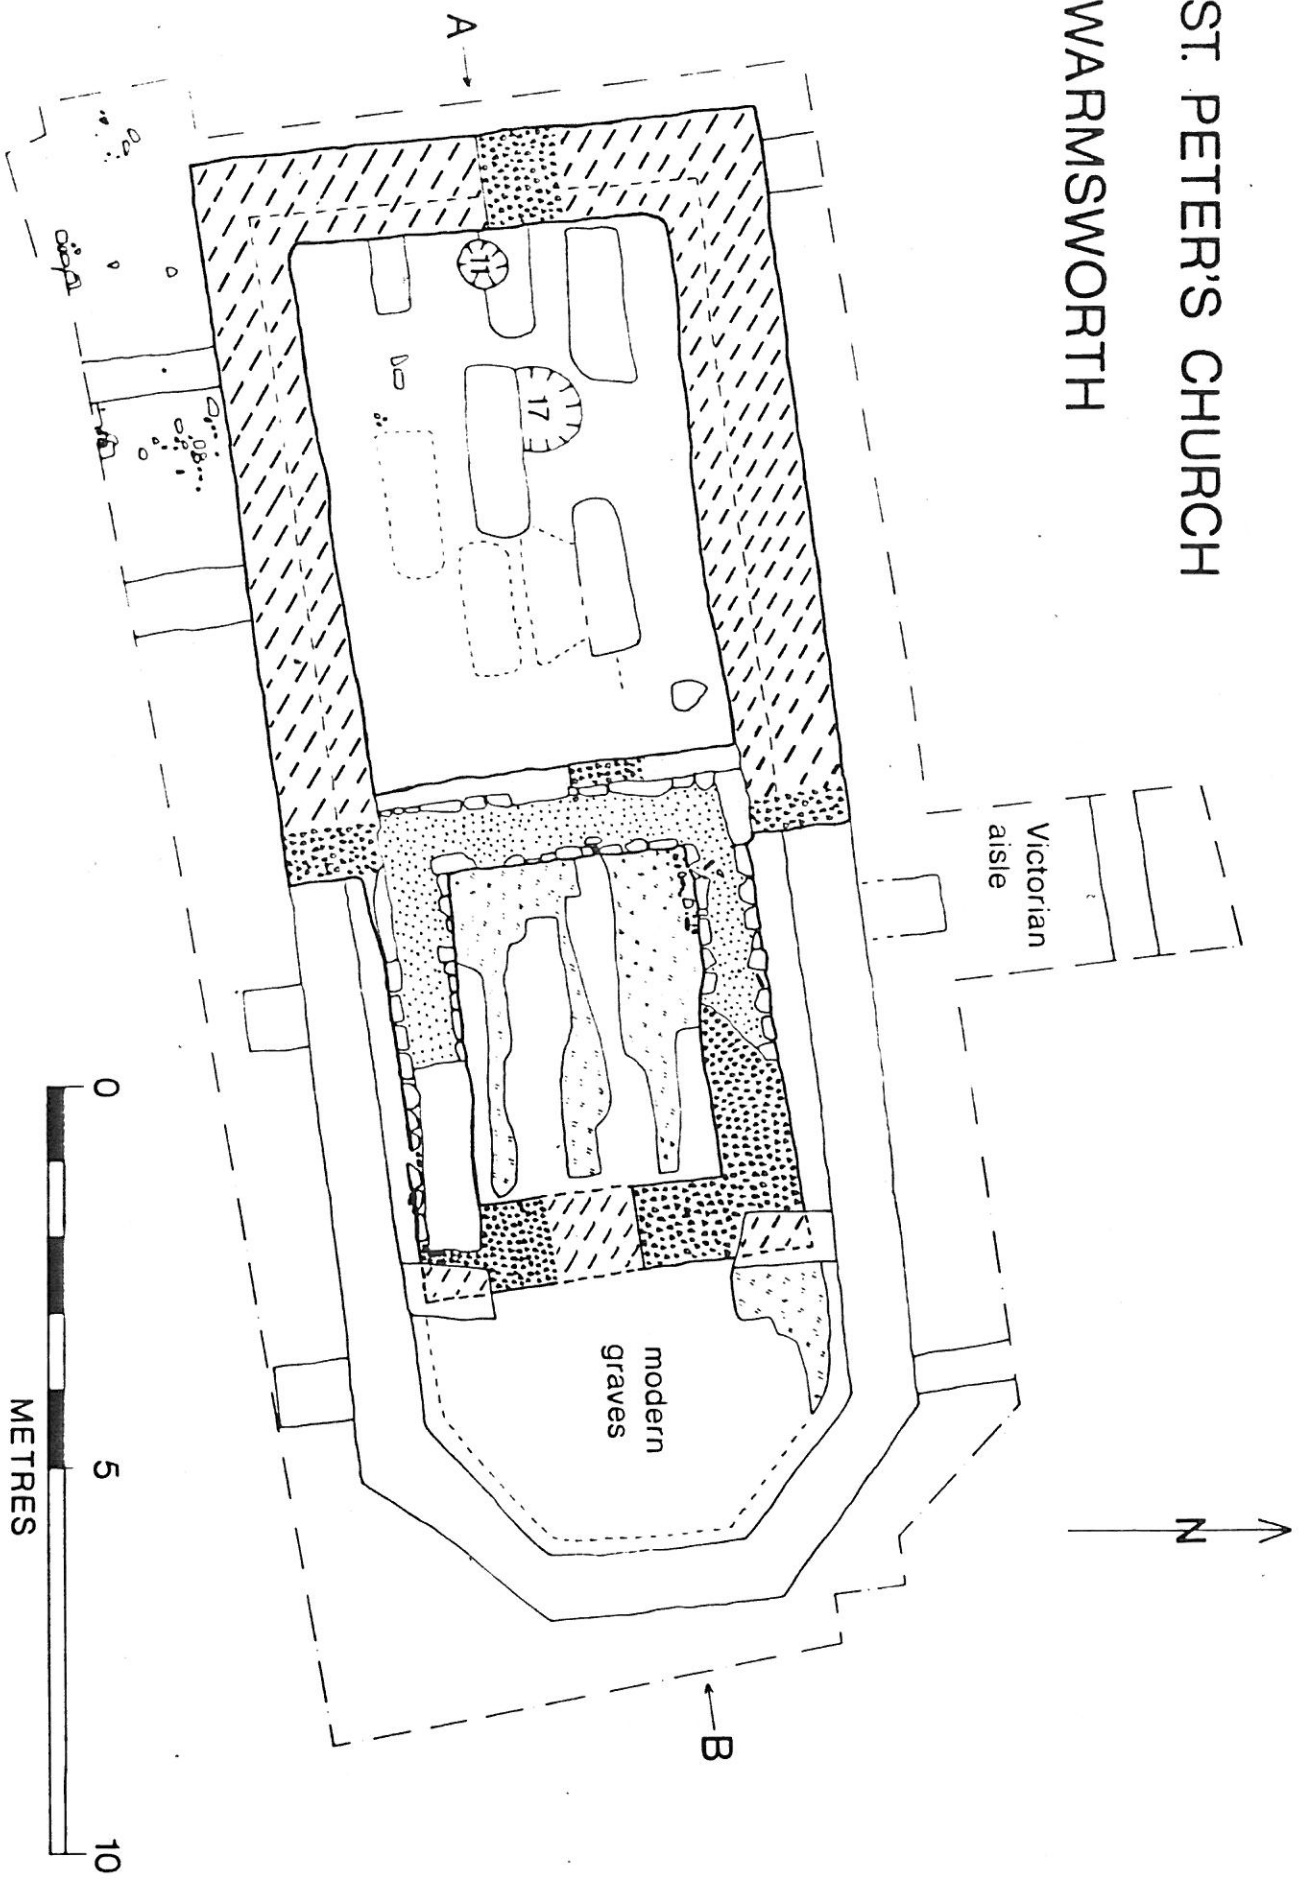 ST. PETER'S CHURCH
WARMSWORTH
A
11
17
Victorian
aisle
modern
graves
N
B
0
5
10
METRES